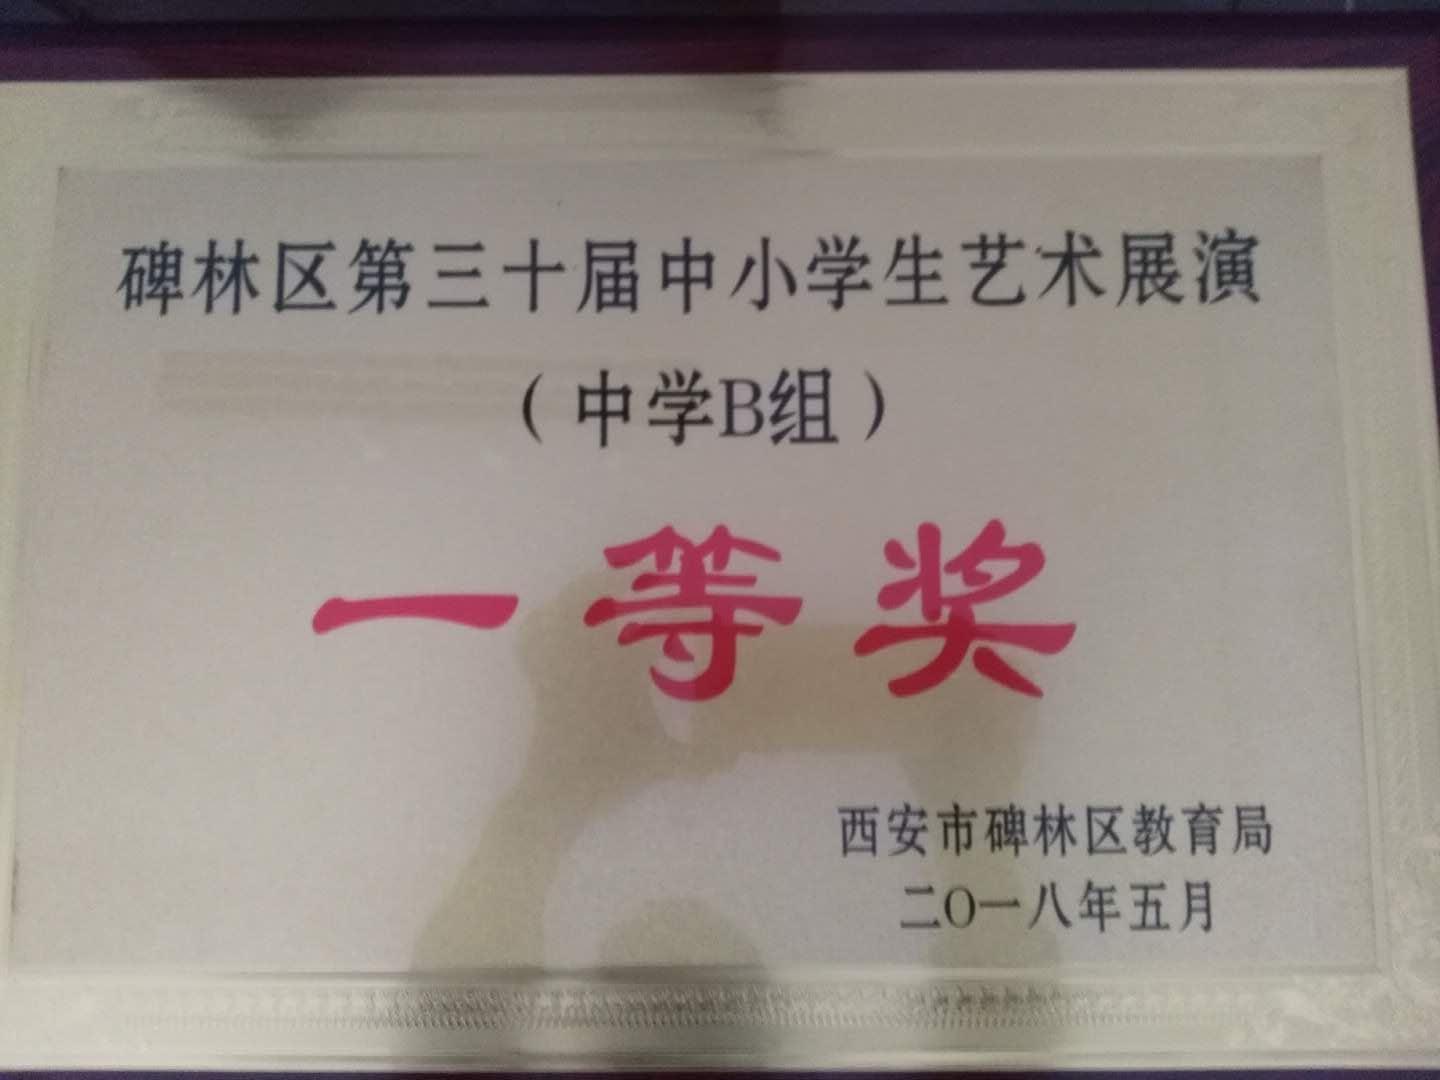 碑林区第三十届中小学生艺术展演
（中学B组）
一等奖
西安市碑林区教育局
二O一八年五月